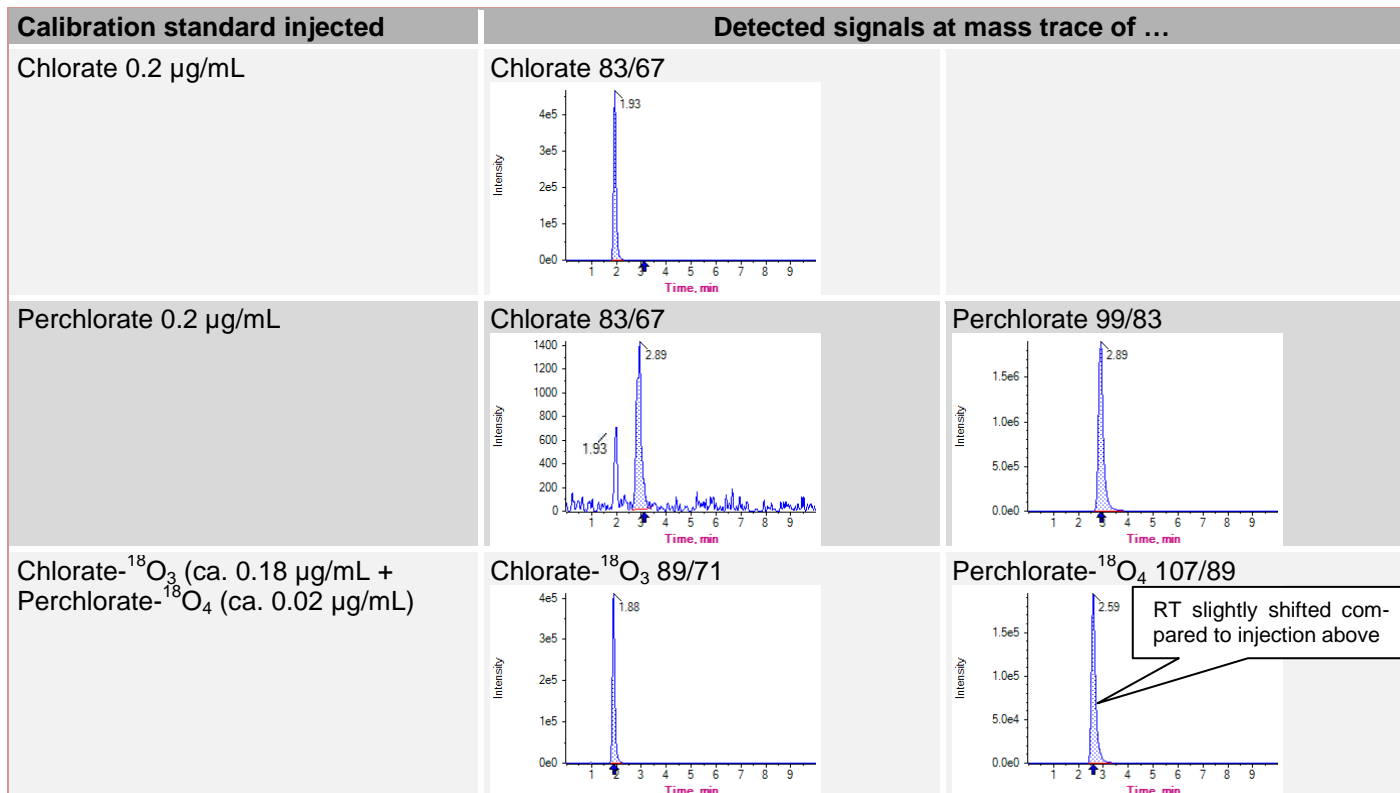 Calibration standard injected
Detected signals at mass trace of …
Chlorate 0.2 µg/mL
Chlorate 83/67
1.93
4e5
3e5
2e5
1e5
0e0
Intensity
1 2 3 4 5 6 7 8 9
Time, min
Perchlorate 0.2 µg/mL
Chlorate 83/67
2.89
1.93
1400
1200
1000
800
600
400
200
0
Intensity
1 2 3 4 5 6 7 8 9
Time, min
Perchlorate 99/83
2.89
1.5e6
1.0e6
5.0e5
0.0e0
Intensity
1 2 3 4 5 6 7 8 9
Time, min
Chlorate-¹⁸O₃ (ca. 0.18 µg/mL +
Perchlorate-¹⁸O₄ (ca. 0.02 µg/mL)
Chlorate-¹⁸O₃ 89/71
1.88
4e5
3e5
2e5
1e5
0e0
Intensity
1 2 3 4 5 6 7 8 9
Time, min
Perchlorate-¹⁸O₄ 107/89
2.59
RT slightly shifted com-
pared to injection above
1.5e5
1.0e5
5.0e4
0.0e0
Intensity
1 2 3 4 5 6 7 8 9
Time, min